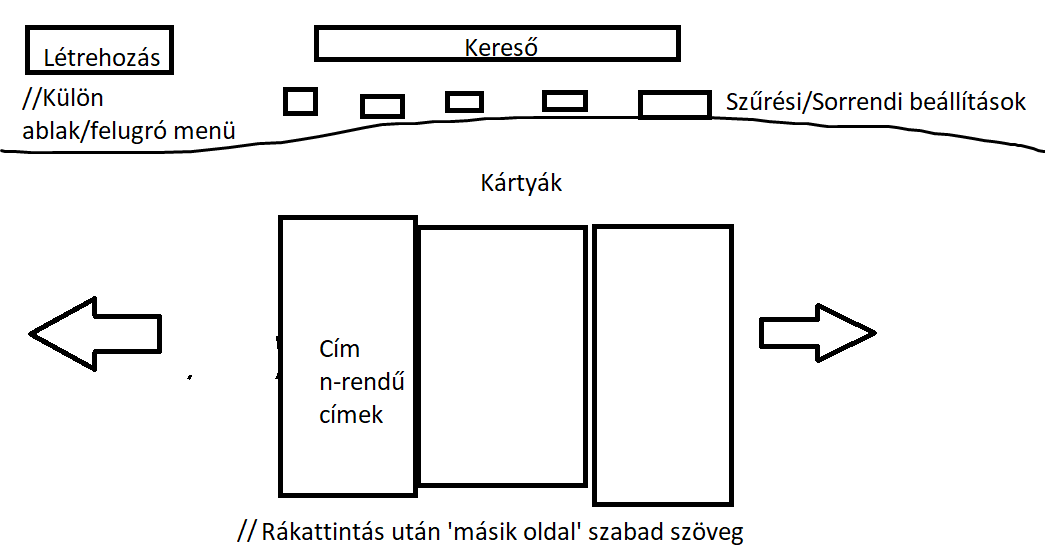 Létrehozás
Kereső
//Külön
ablak/felugró menü
Szűrési/Sorrendi beállítások
Kártyák
Cím
n-rendű
címek
// Rákattintás után 'másik oldal' szabad szöveg